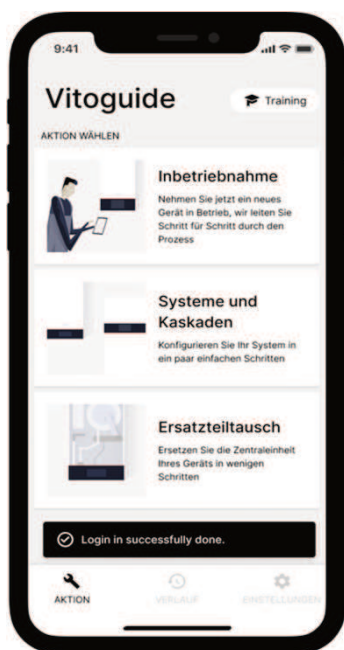 9:41
Vitoguide
Training
AKTION WÄHLEN
Inbetriebnahme
Nehmen Sie jetzt ein neues
Gerät in Betrieb, wir leiten Sie
Schritt für Schritt durch den
Prozess
Systeme und
Kaskaden
Konfigurieren Sie Ihr System in
ein paar einfachen Schritten
Ersatzteiltausch
Ersetzen Sie die Zentraleinheit
Ihres Geräts in wenigen
Schritten
Login in successfully done.
AKTION
VERLAUF
EINSTELLUNGEN